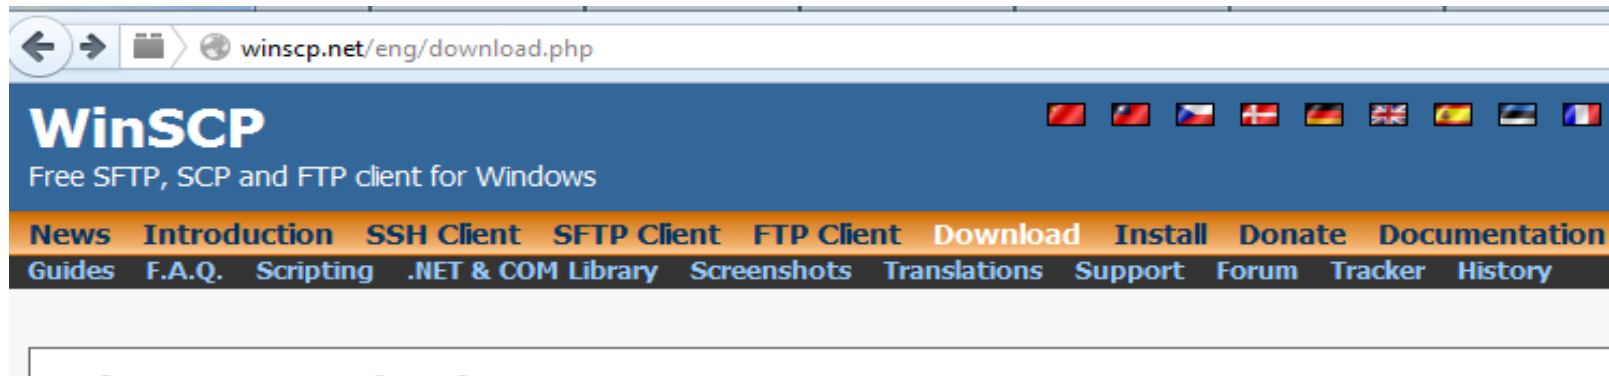 winscp.net/eng/download.php
WinSCP
Free SFTP, SCP and FTP client for Windows
News Introduction SSH Client SFTP Client FTP Client Download Install Donate Documentation
Guides F.A.Q. Scripting .NET & COM Library Screenshots Translations Support Forum Tracker History